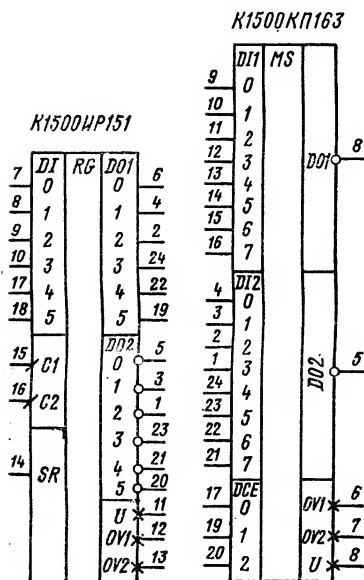 К1500ИР151
DI RG DO1
7 0 0 6
8 1 1 4
9 2 2 2
10 3 3 24
17 4 4 22
18 5 5 19
DO2
15 C1 0 5
1 3
16 C2 2 1
3 23
14 SR 4 21
5 20
U 11
OV1 12
OV2 13
К1500КП163
DI1 MS
9 0
10 1
11 2
12 3 DO1 8
13 4
14 5
15 6
16 7
DI2
4 0
3 1
2 2
1 3 DO2 5
24 4
23 5
22 6
21 7
DCE
17 0 OV1 6
19 1 OV2 7
20 2 U 8